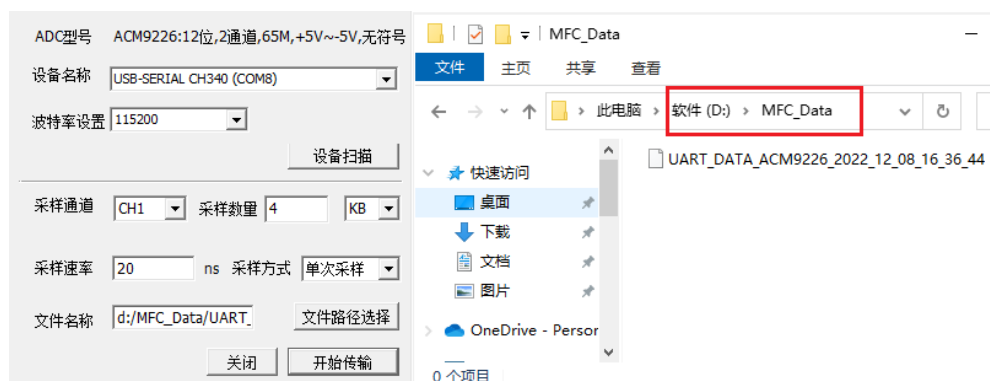 ADC型号 ACM9226:12位,2通道,65M,+5V~-5V,无符号
设备名称 USB-SERIAL CH340 (COM8)
波特率设置 115200
设备扫描
采样通道 CH1 采样数量 4 KB
采样速率 20 ns 采样方式 单次采样
文件名称 d:/MFC_Data/UART_ 文件路径选择
关闭 开始传输
MFC_Data
文件 主页 共享 查看
此电脑 > 软件 (D:) > MFC_Data
快速访问
桌面
下载
文档
图片
OneDrive - Person
UART_DATA_ACM9226_2022_12_08_16_36_44
0 个项目